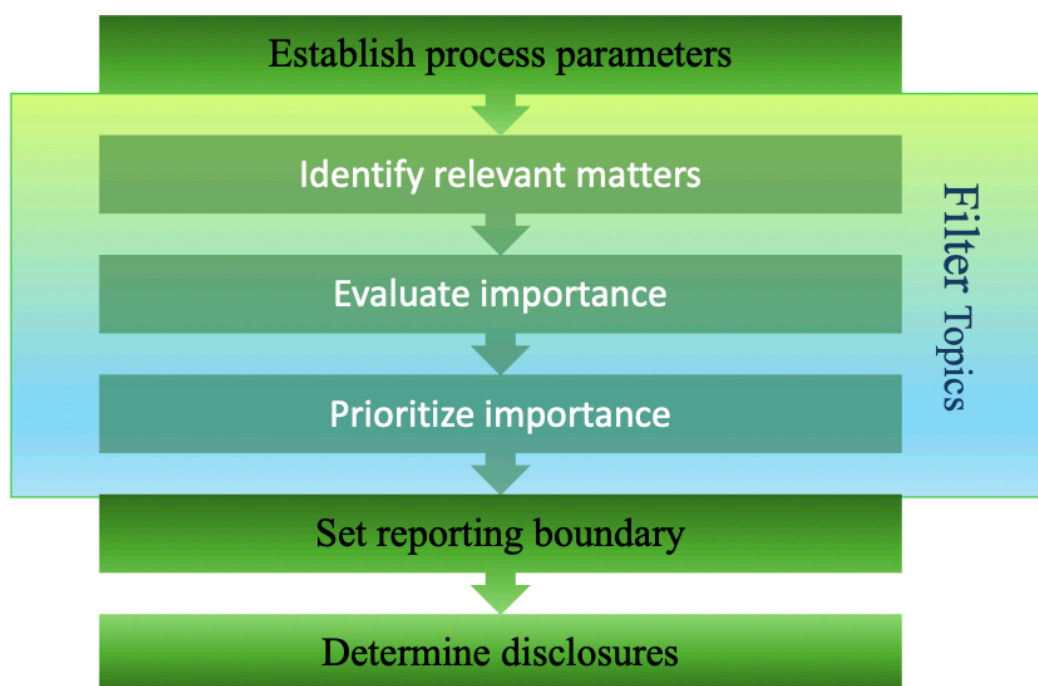 Establish process parameters
Identify relevant matters
Evaluate importance
Prioritize importance
Filter Topics
Set reporting boundary
Determine disclosures